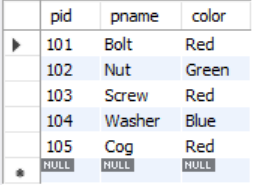 pid pname color
101 Bolt Red
102 Nut Green
103 Screw Red
104 Washer Blue
105 Cog Red
NULL NULL NULL